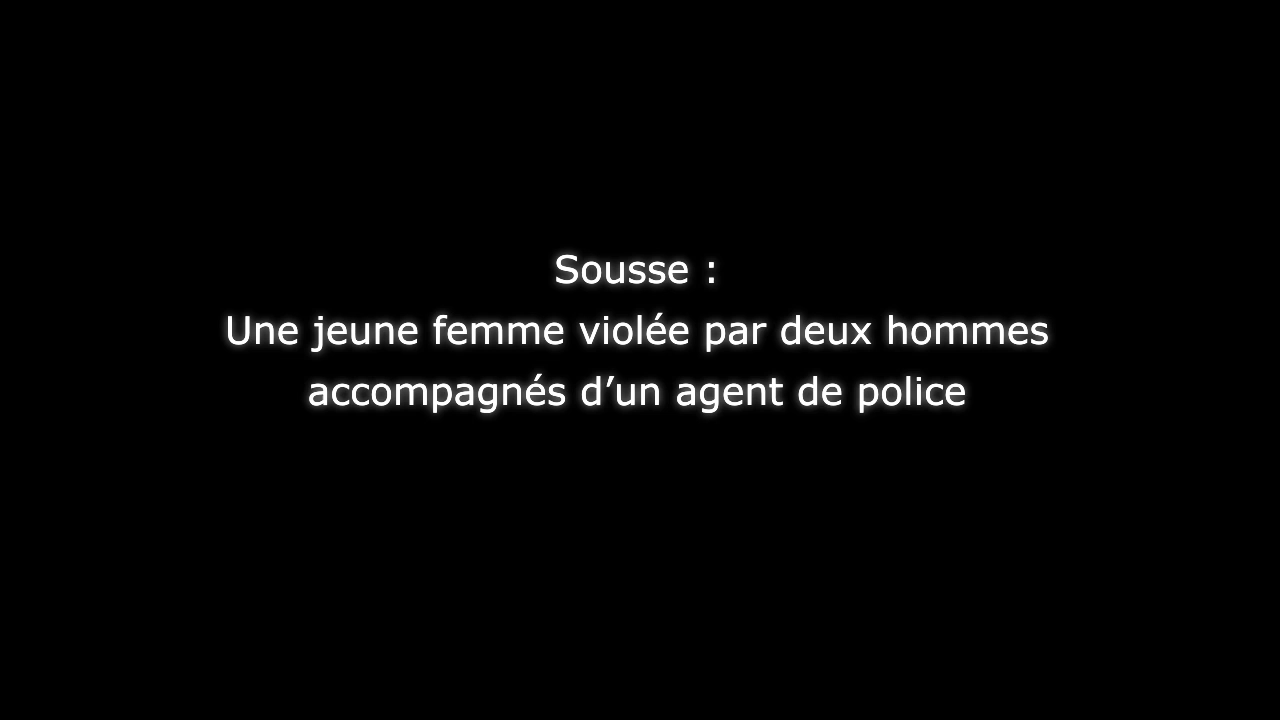 Sousse :
Une jeune femme violée par deux hommes
accompagnés d’un agent de police